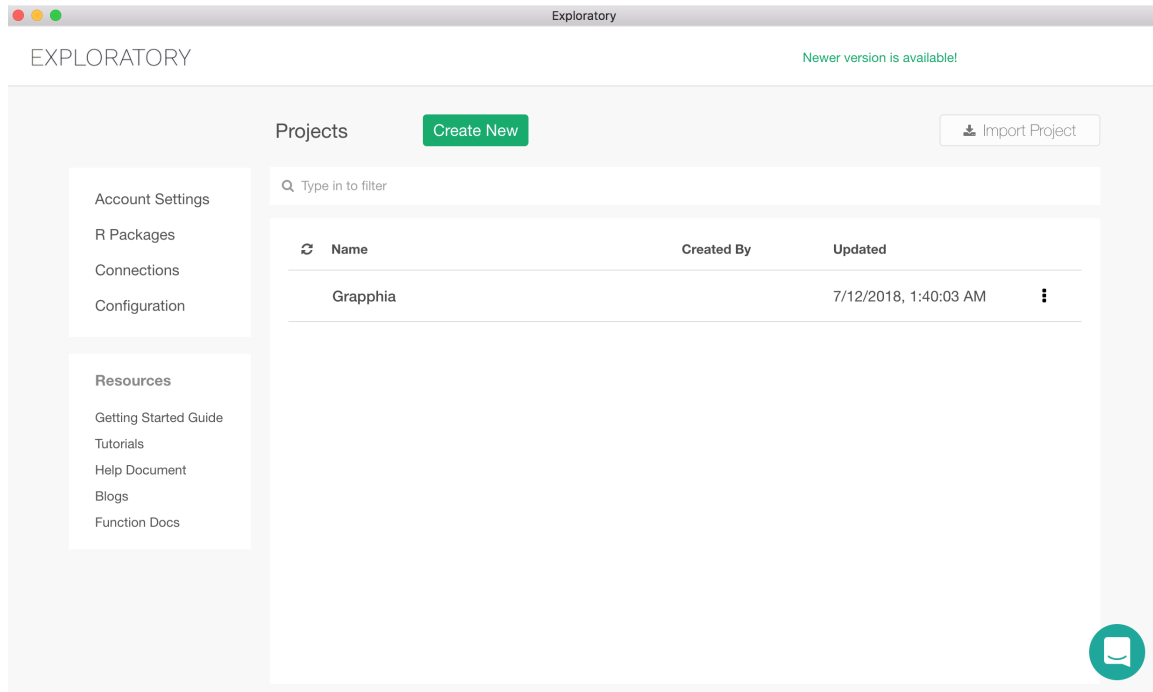 Exploratory
EXPLORATORY
Newer version is available!
Projects
Create New
Import Project
Account Settings
R Packages
Connections
Configuration
Resources
Getting Started Guide
Tutorials
Help Document
Blogs
Function Docs
Type in to filter
Name Created By Updated
Grapphia 7/12/2018, 1:40:03 AM